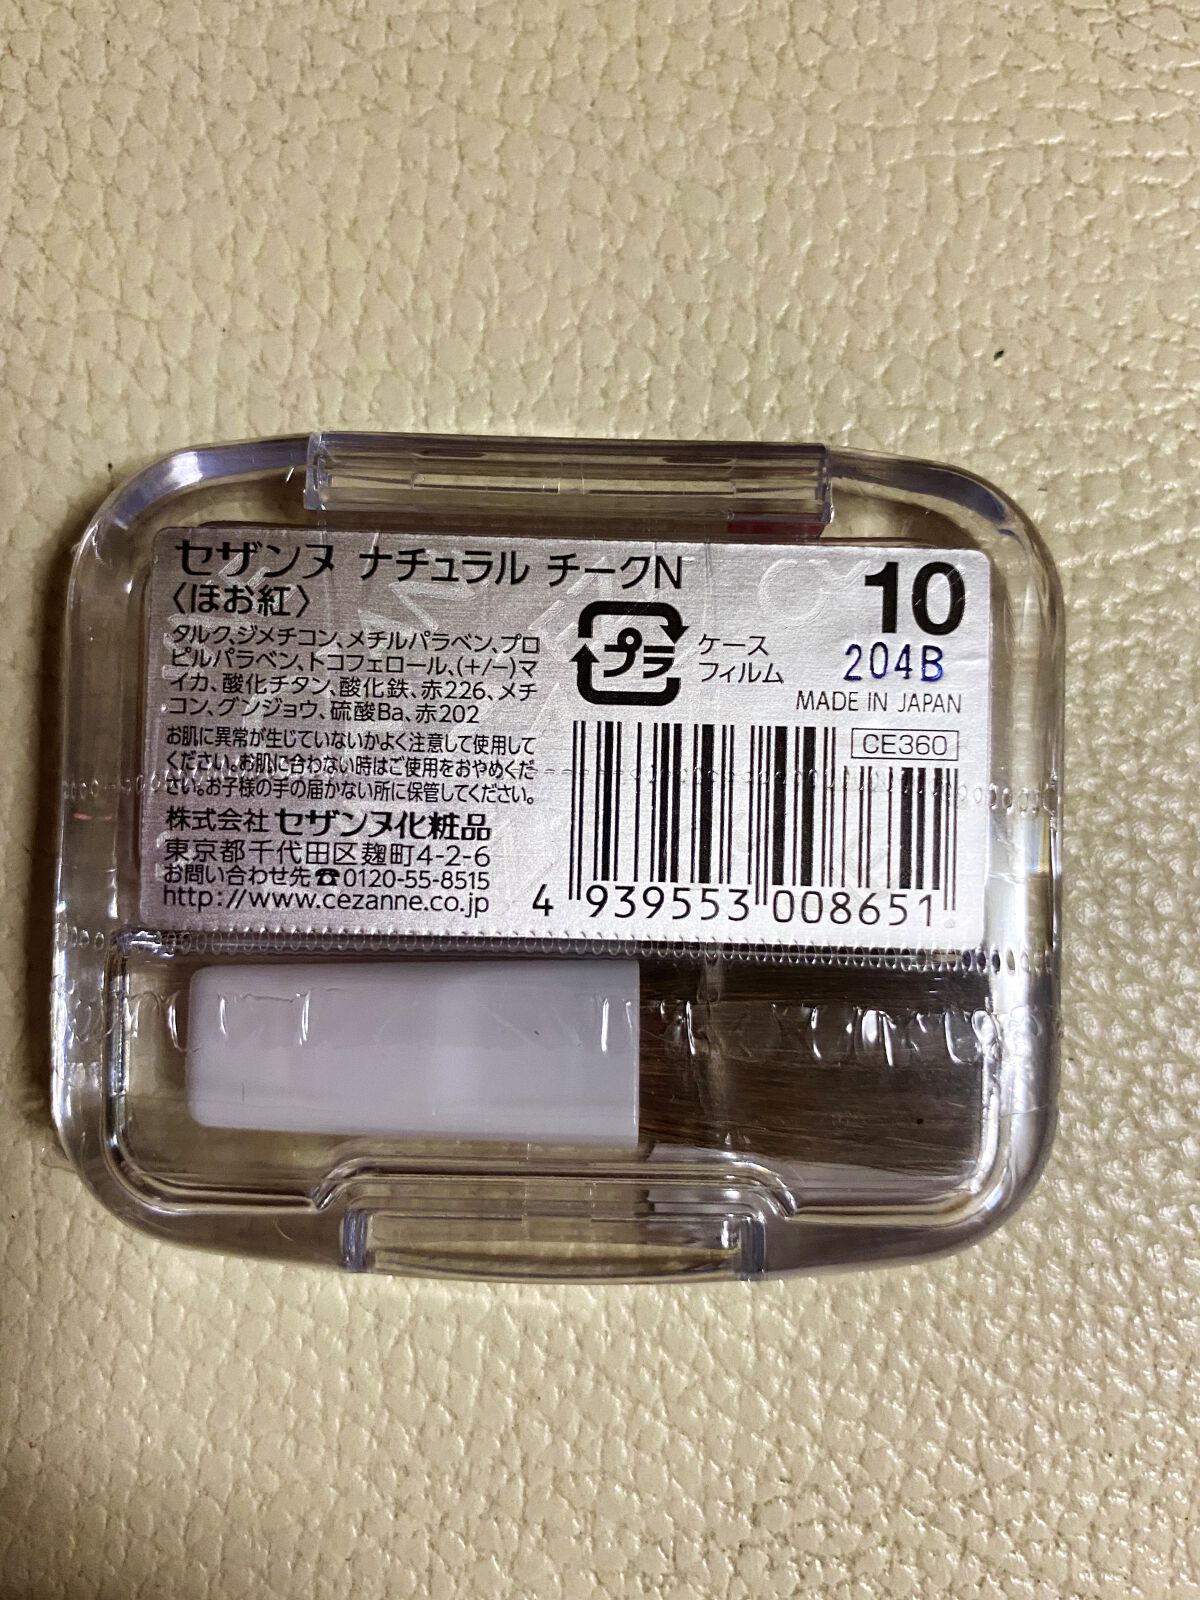 セザンヌ ナチュラル チークN
〈ほお紅〉
タルク、ジメチコン、メチルパラベン、プロ
ピルパラベン、トコフェロール、(+/−)マ
イカ、酸化チタン、酸化鉄、赤226、メチ
コン、グンジョウ、硫酸Ba、赤202
お肌に異常が生じていないかよく注意して使用して
ください。お肌に合わない時はご使用をおやめくだ
さい。お子様の手の届かない所に保管してください。
株式会社 セザンヌ化粧品
東京都千代田区麹町4-2-6
お問い合わせ先☎0120-55-8515
http://www.cezanne.co.jp
プラ
ケース
フィルム
10
204B
MADE IN JAPAN
CE360
4 939553 008651